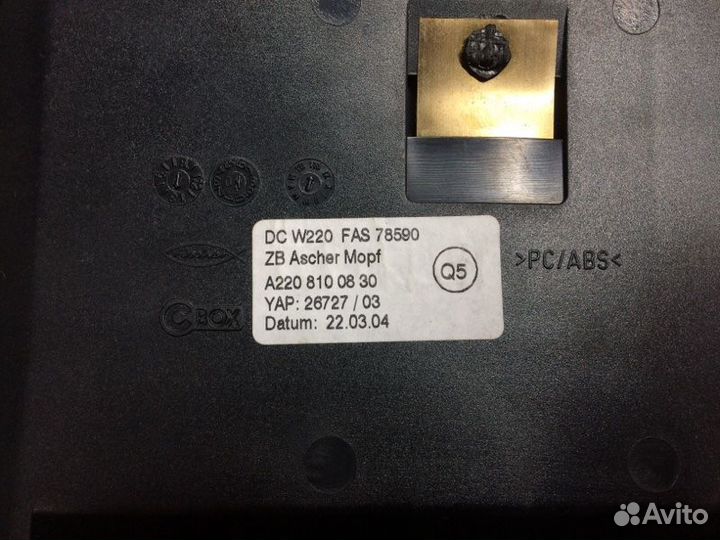 DC W220 FAS 78590
ZB Ascher Mopf
A220 810 08 30
YAP: 26727 / 03
Datum: 22.03.04
Q5
>PC/ABS<
fischer
C BOX
Avito